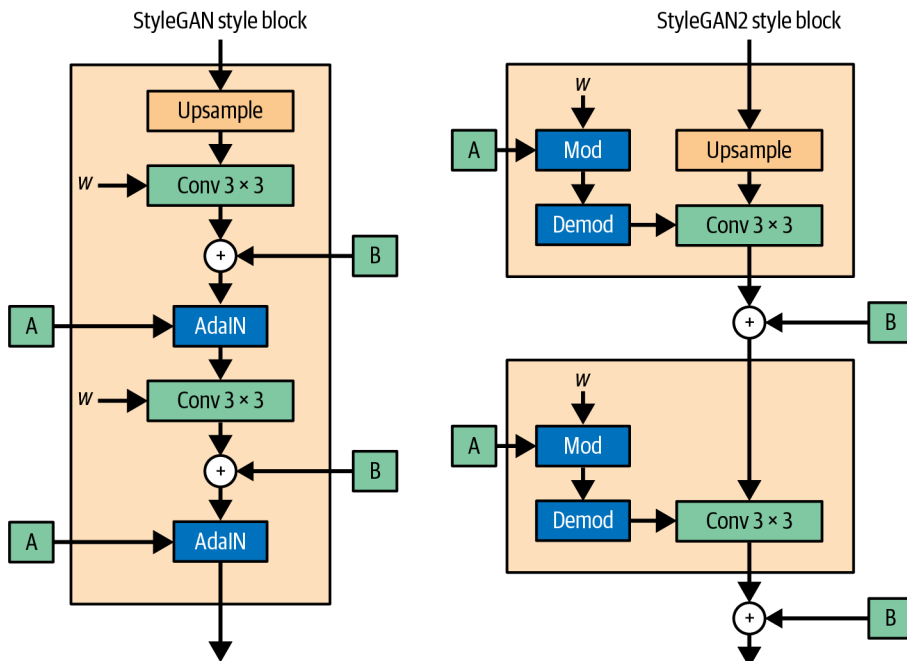 StyleGAN style block
Upsample
w
Conv 3 × 3
+
B
A
AdaIN
w
Conv 3 × 3
+
B
A
AdaIN
StyleGAN2 style block
w
A
Mod
Upsample
Demod
Conv 3 × 3
+
B
w
A
Mod
Demod
Conv 3 × 3
+
B